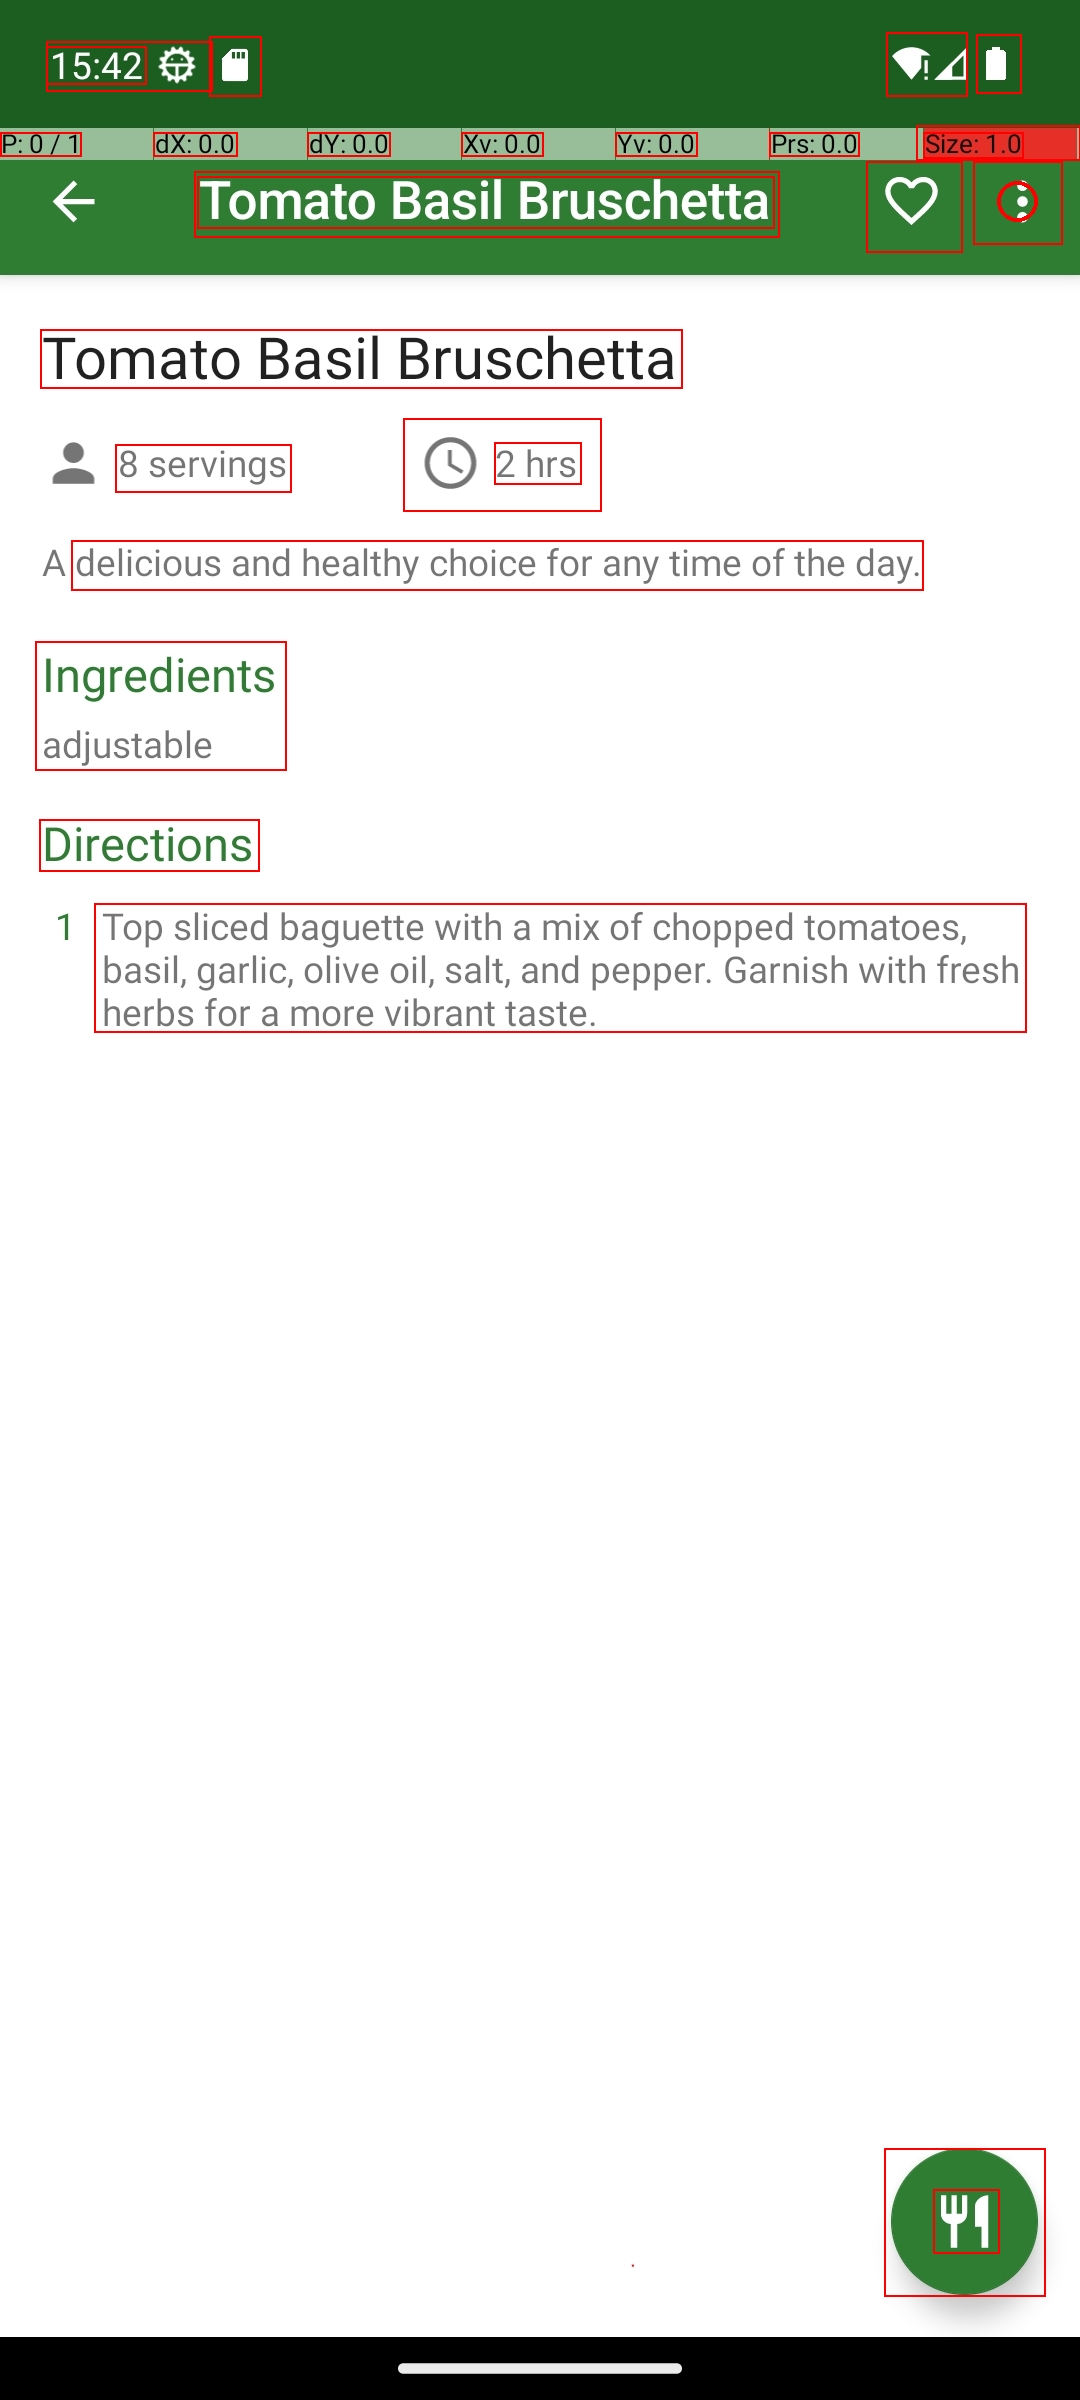 15:42
P: 0 / 1 dX: 0.0 dY: 0.0 Xv: 0.0 Yv: 0.0 Prs: 0.0 Size: 1.0
Tomato Basil Bruschetta
Tomato Basil Bruschetta
8 servings 2 hrs
A delicious and healthy choice for any time of the day.
Ingredients
adjustable
Directions
1 Top sliced baguette with a mix of chopped tomatoes,
basil, garlic, olive oil, salt, and pepper. Garnish with fresh
herbs for a more vibrant taste.